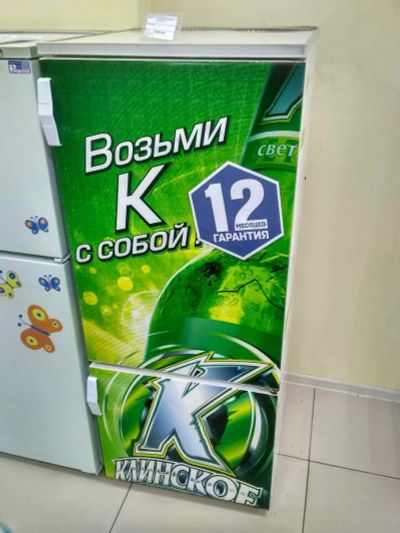 Возьми
К
с собой
СВЕТ
12
МЕСЯЦЕВ
ГАРАНТИЯ
К
КЛИНСКОЕ